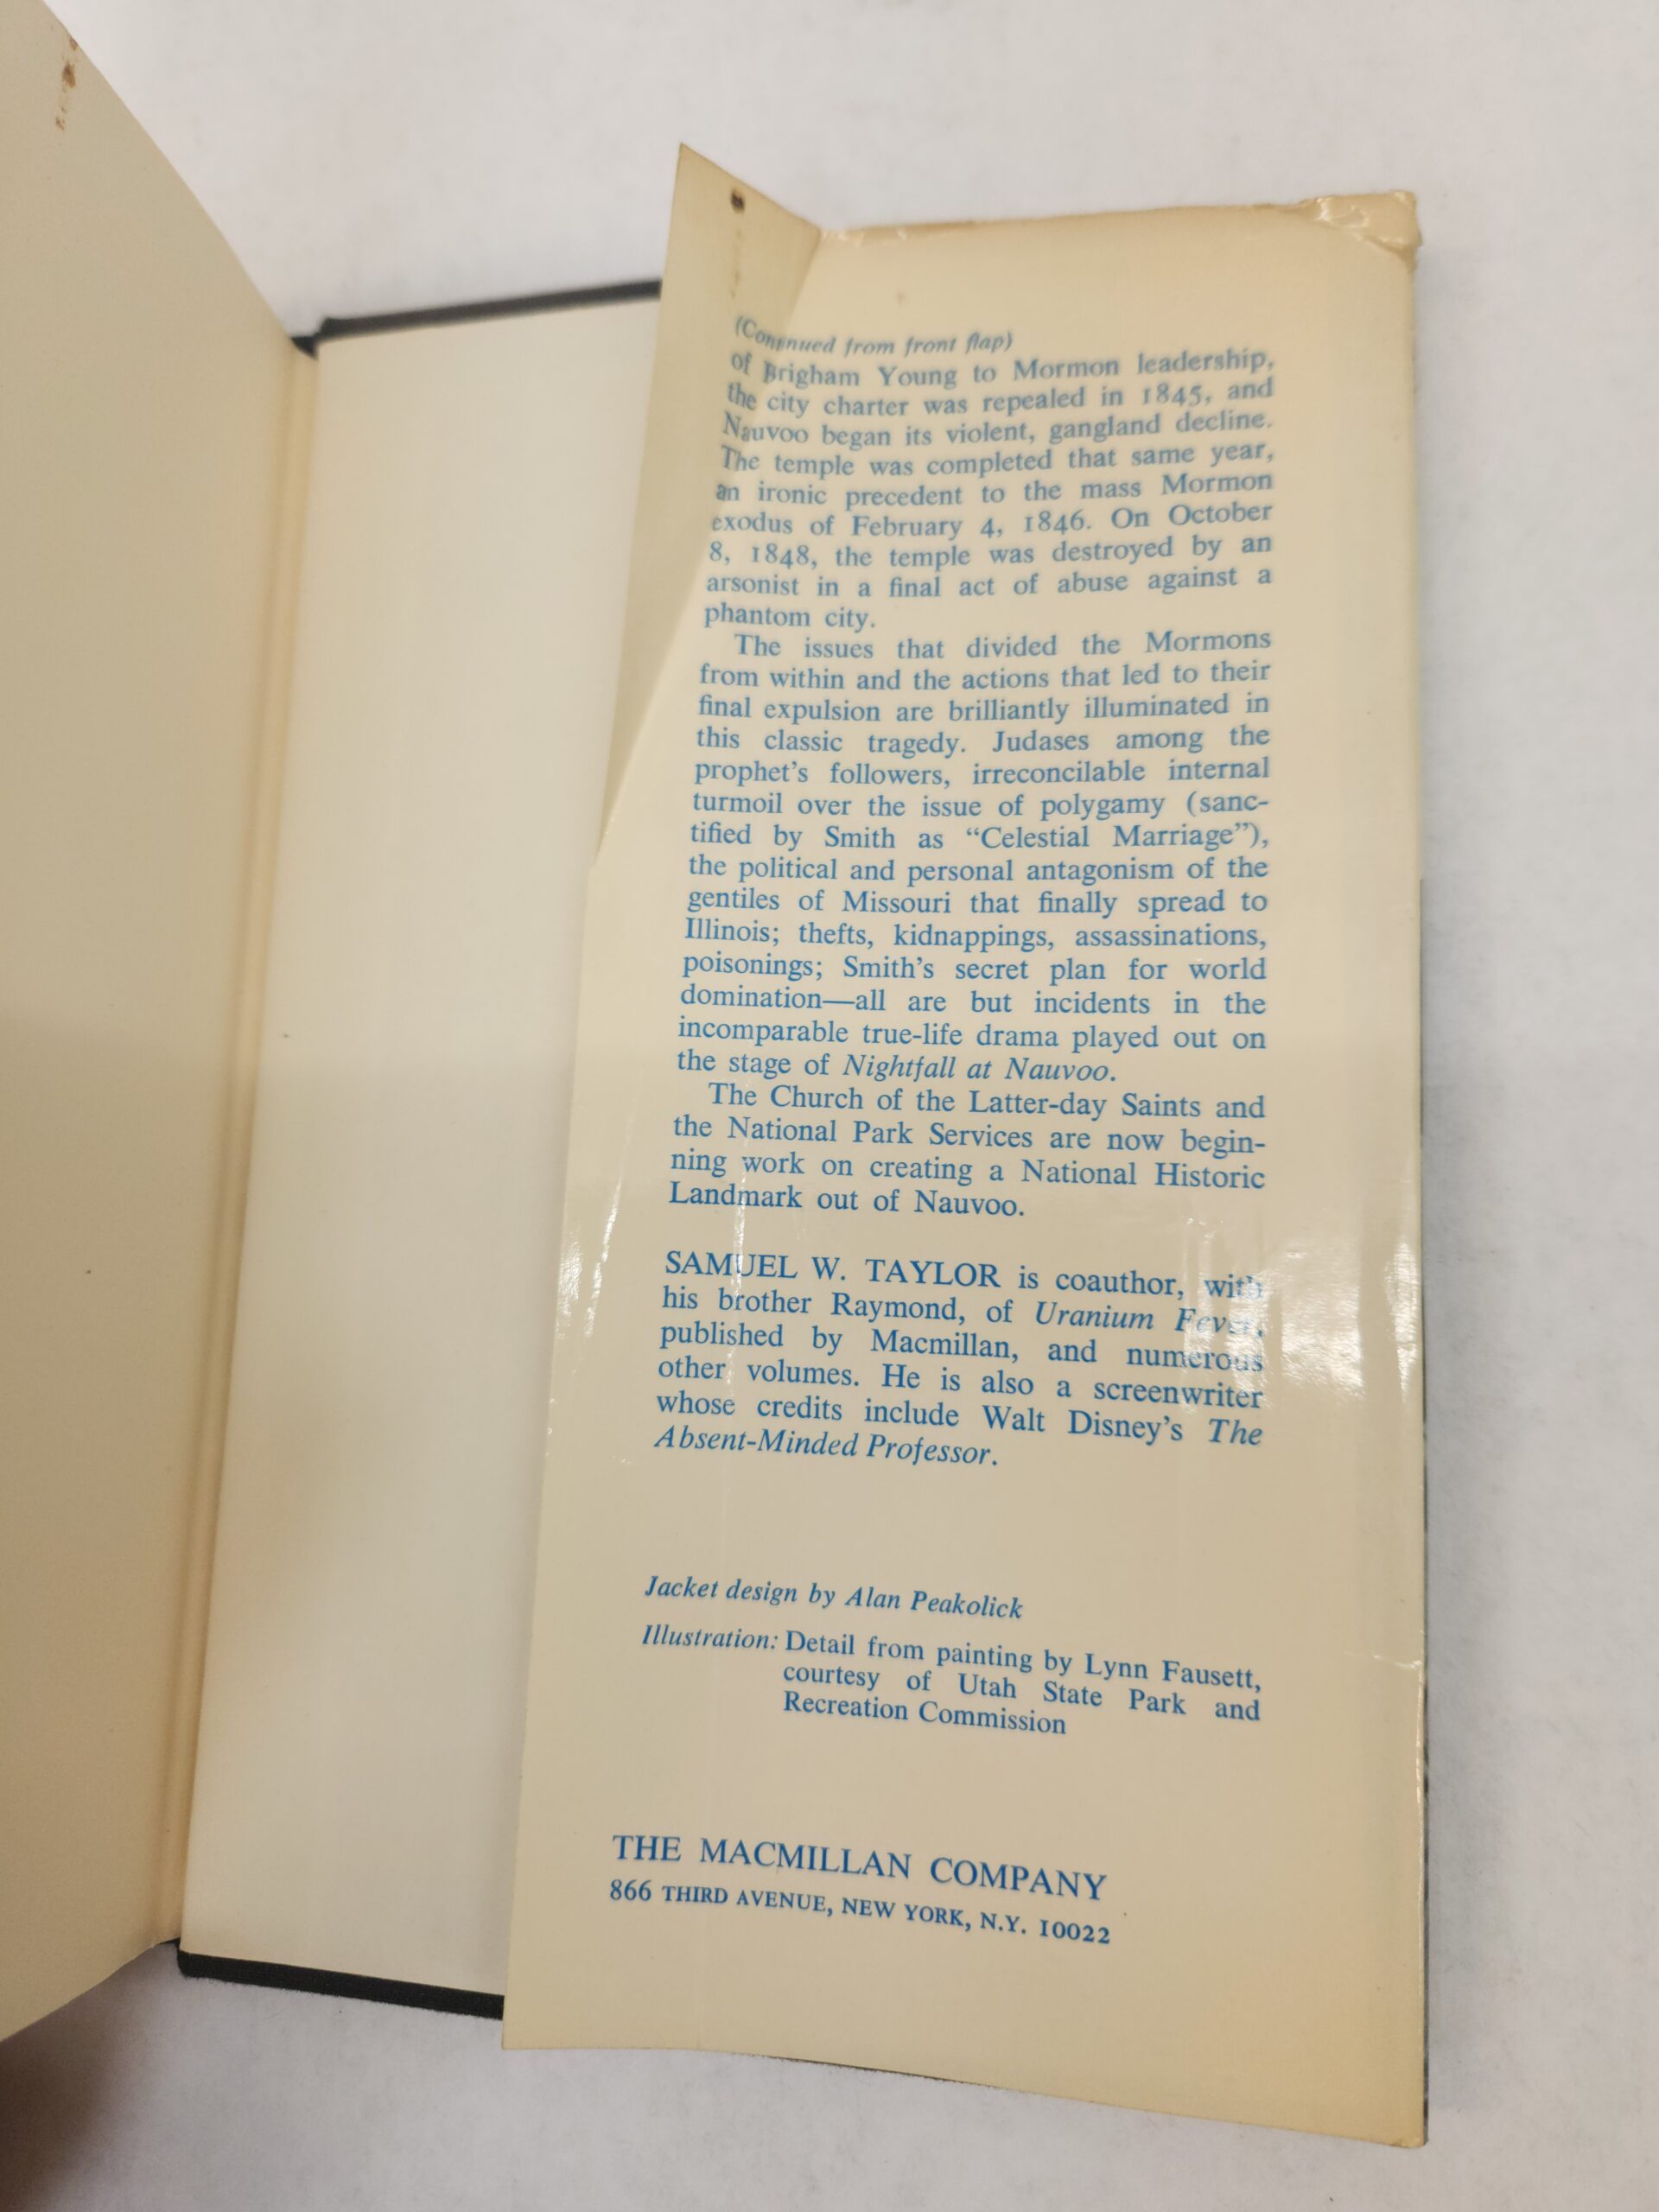 (Continued from front flap)
of Brigham Young to Mormon leadership,
the city charter was repealed in 1845, and
Nauvoo began its violent, gangland decline.
The temple was completed that same year,
an ironic precedent to the mass Mormon
exodus of February 4, 1846. On October
8, 1848, the temple was destroyed by an
arsonist in a final act of abuse against a
phantom city.
The issues that divided the Mormons
from within and the actions that led to their
final expulsion are brilliantly illuminated in
this classic tragedy. Judases among the
prophet's followers, irreconcilable internal
turmoil over the issue of polygamy (sanc-
tified by Smith as "Celestial Marriage"),
the political and personal antagonism of the
gentiles of Missouri that finally spread to
Illinois; thefts, kidnappings, assassinations,
poisonings; Smith's secret plan for world
domination—all are but incidents in the
incomparable true-life drama played out on
the stage of Nightfall at Nauvoo.
The Church of the Latter-day Saints and
the National Park Services are now begin-
ning work on creating a National Historic
Landmark out of Nauvoo.
SAMUEL W. TAYLOR is coauthor, with
his brother Raymond, of Uranium Fever,
published by Macmillan, and numerous
other volumes. He is also a screenwriter
whose credits include Walt Disney's The
Absent-Minded Professor.
Jacket design by Alan Peakolick
Illustration: Detail from painting by Lynn Fausett,
courtesy of Utah State Park and
Recreation Commission
THE MACMILLAN COMPANY
866 THIRD AVENUE, NEW YORK, N.Y. 10022